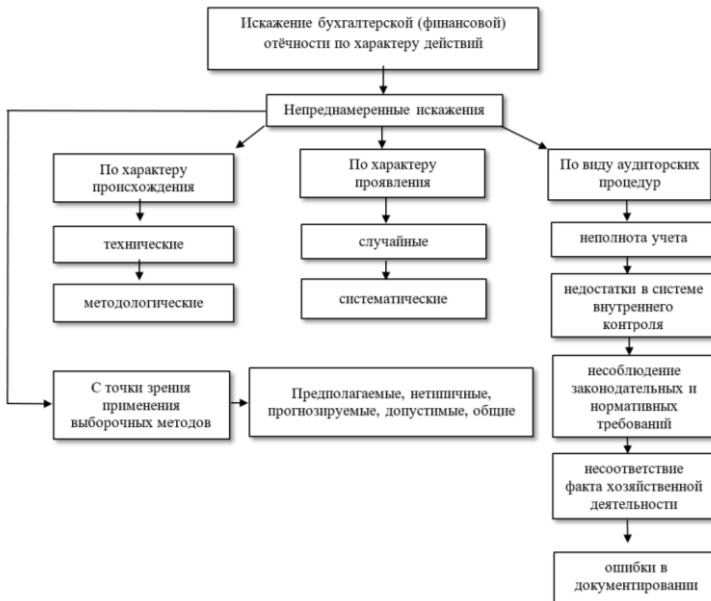 Искажение бухгалтерской (финансовой)
отёчности по характеру действий
Непреднамеренные искажения
По характеру
происхождения
По характеру
проявления
По виду аудиторских
процедур
технические
случайные
неполнота учета
методологические
систематические
недостатки в системе
внутреннего
контроля
С точки зрения
применения
выборочных методов
Предполагаемые, нетипичные,
прогнозируемые, допустимые, общие
несоблюдение
законодательных и
нормативных
требований
несоответствие
факта хозяйственной
деятельности
ошибки в
документировании